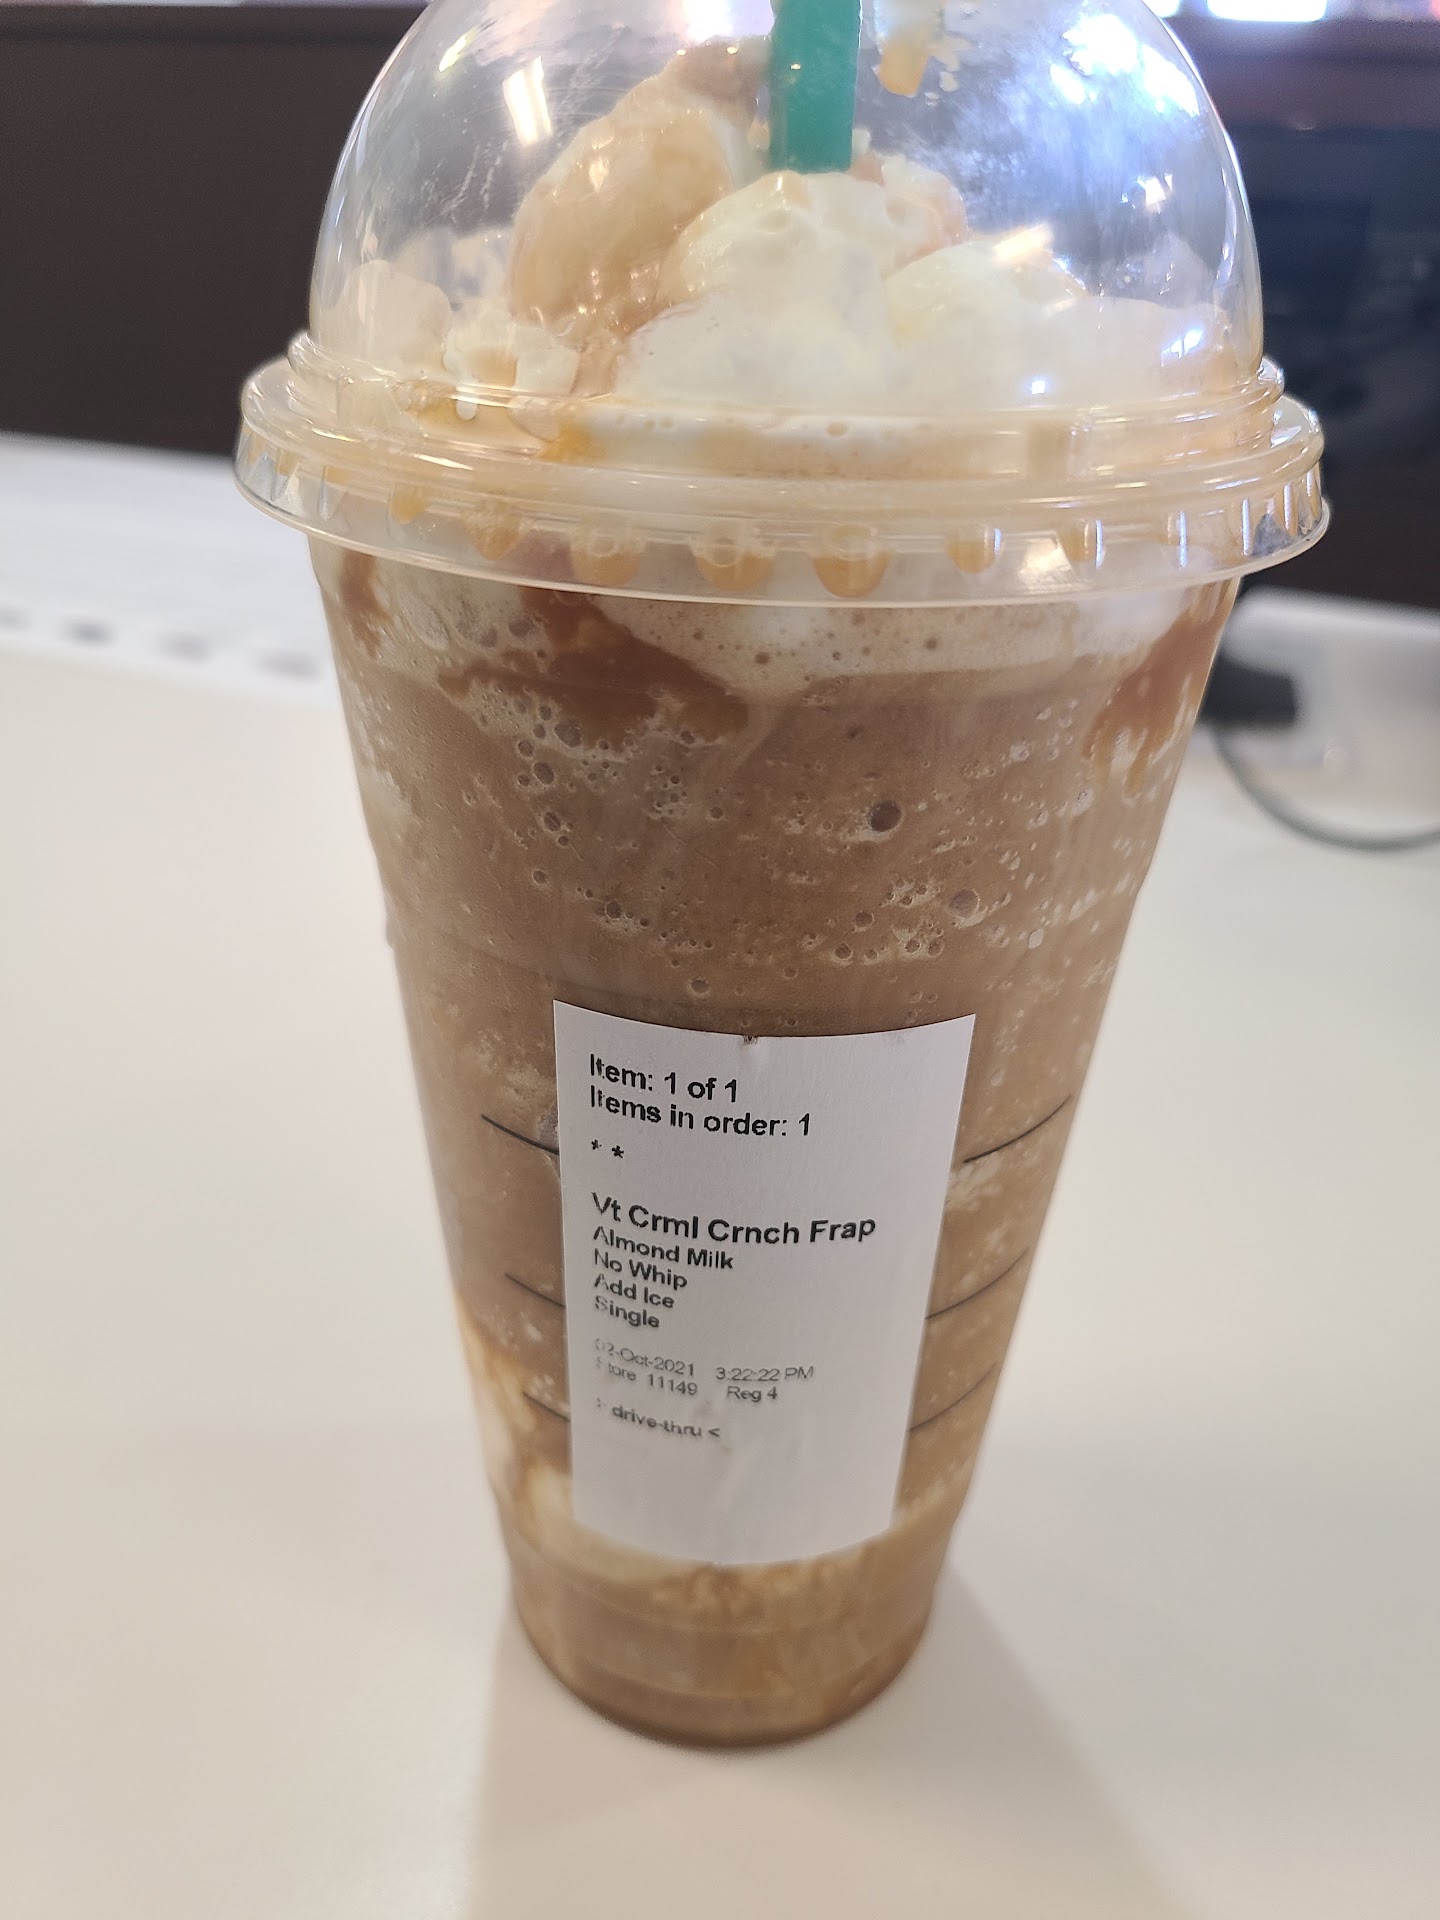 Item: 1 of 1
Items in order: 1
* *
Vt Crml Crnch Frap
Almond Milk
No Whip
Add Ice
Single
02-Oct-2021 3:22:22 PM
Store 11149 Reg 4
> drive-thru <